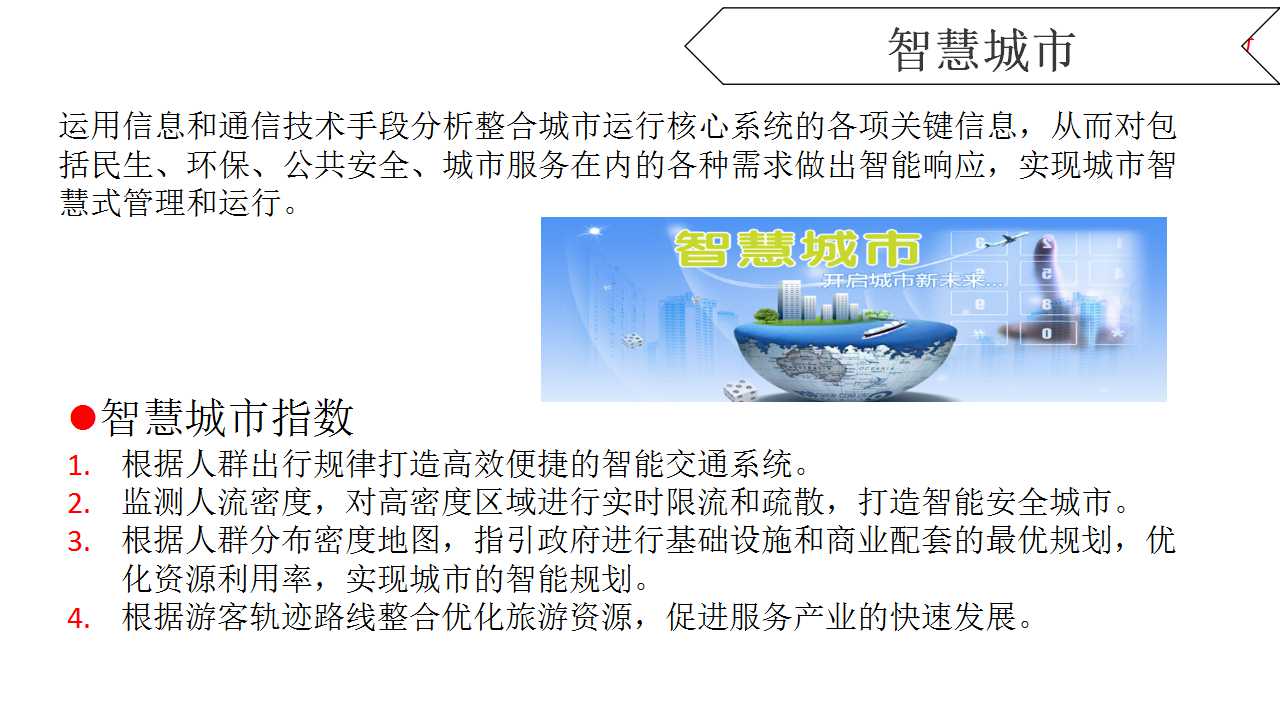 智慧城市
运用信息和通信技术手段分析整合城市运行核心系统的各项关键信息，从而对包
括民生、环保、公共安全、城市服务在内的各种需求做出智能响应，实现城市智
慧式管理和运行。
智慧城市
开启城市新未来...
●智慧城市指数
1. 根据人群出行规律打造高效便捷的智能交通系统。
2. 监测人流密度，对高密度区域进行实时限流和疏散，打造智能安全城市。
3. 根据人群分布密度地图，指引政府进行基础设施和商业配套的最优规划，优
化资源利用率，实现城市的智能规划。
4. 根据游客轨迹路线整合优化旅游资源，促进服务产业的快速发展。